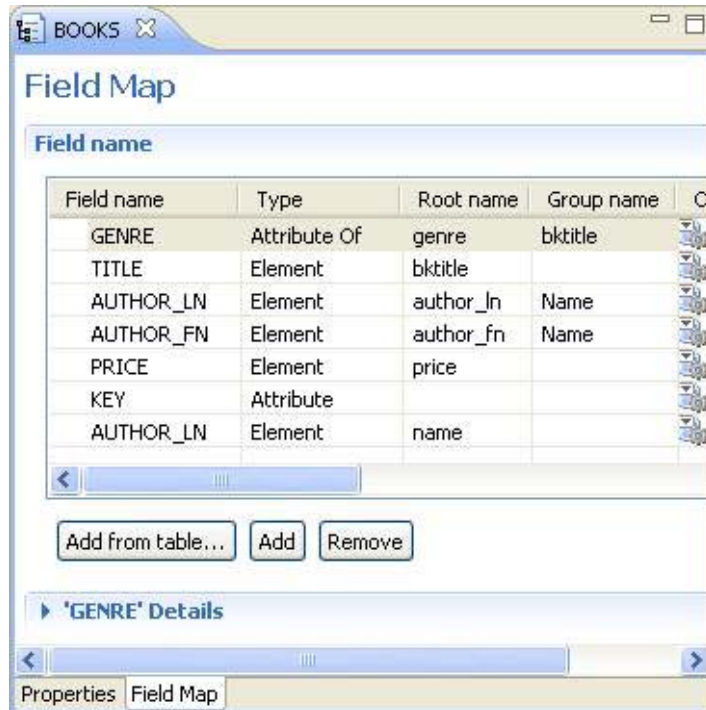 BOOKS
Field Map
Field name
Field name Type Root name Group name
GENRE Attribute Of genre bktitle
TITLE Element bktitle
AUTHOR_LN Element author_ln Name
AUTHOR_FN Element author_fn Name
PRICE Element price
KEY Attribute
AUTHOR_LN Element name
Add from table... Add Remove
'GENRE' Details
Properties Field Map